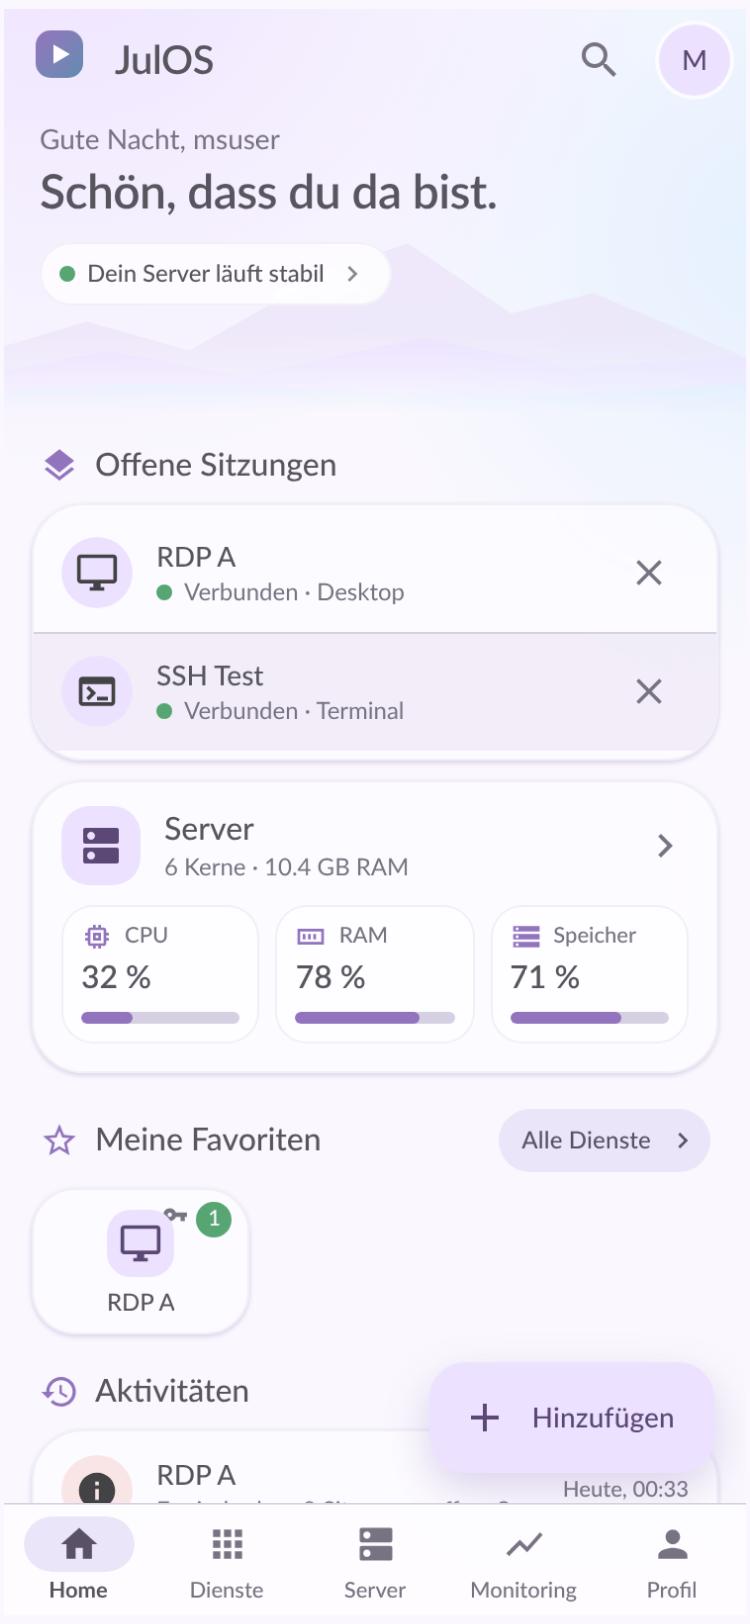 JulOS
M
Gute Nacht, msuser
Schön, dass du da bist.
Dein Server läuft stabil
Offene Sitzungen
RDP A
Verbunden · Desktop
SSH Test
Verbunden · Terminal
Server
6 Kerne · 10.4 GB RAM
CPU
32 %
RAM
78 %
Speicher
71 %
Meine Favoriten
Alle Dienste
1
RDP A
Aktivitäten
Hinzufügen
RDP A
Heute, 00:33
Home
Dienste
Server
Monitoring
Profil